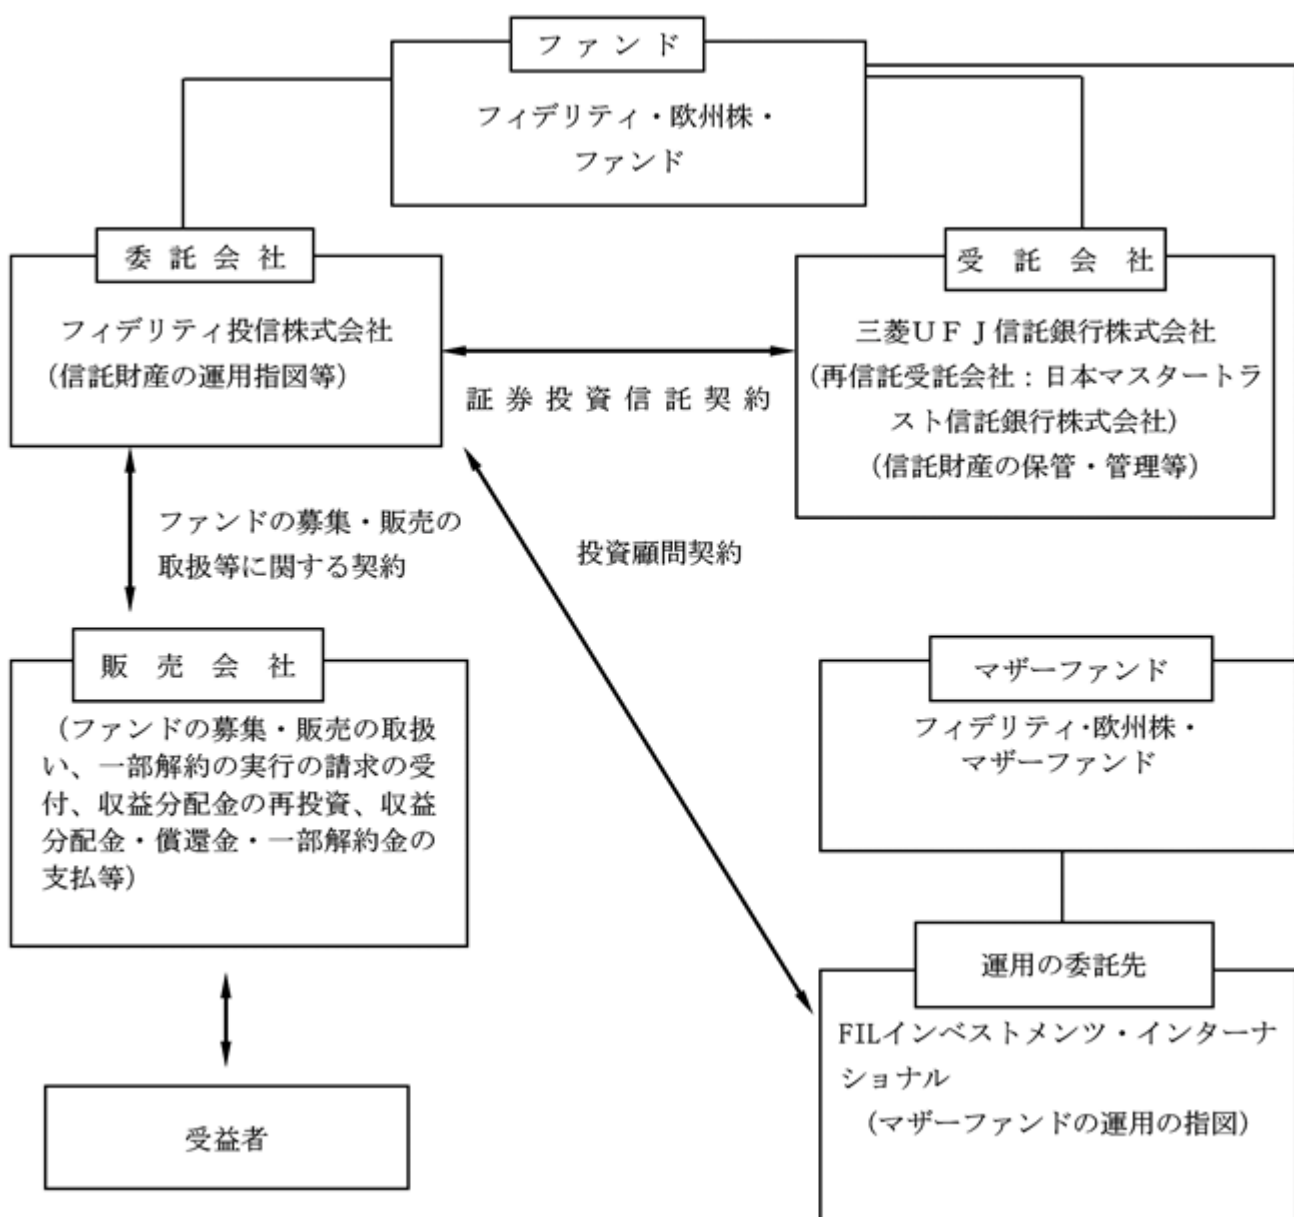 ファンド
フィデリティ・欧州株・
ファンド
委託会社
フィデリティ投信株式会社
（信託財産の運用指図等）
証券投資信託契約
受託会社
三菱ＵＦＪ信託銀行株式会社
（再信託受託会社：日本マスタートラ
スト信託銀行株式会社）
（信託財産の保管・管理等）
ファンドの募集・販売の
取扱等に関する契約
投資顧問契約
販売会社
（ファンドの募集・販売の取扱
い、一部解約の実行の請求の受
付、収益分配金の再投資、収益
分配金・償還金・一部解約金の
支払等）
マザーファンド
フィデリティ・欧州株・
マザーファンド
運用の委託先
FILインベストメンツ・インターナ
ショナル
（マザーファンドの運用の指図）
受益者